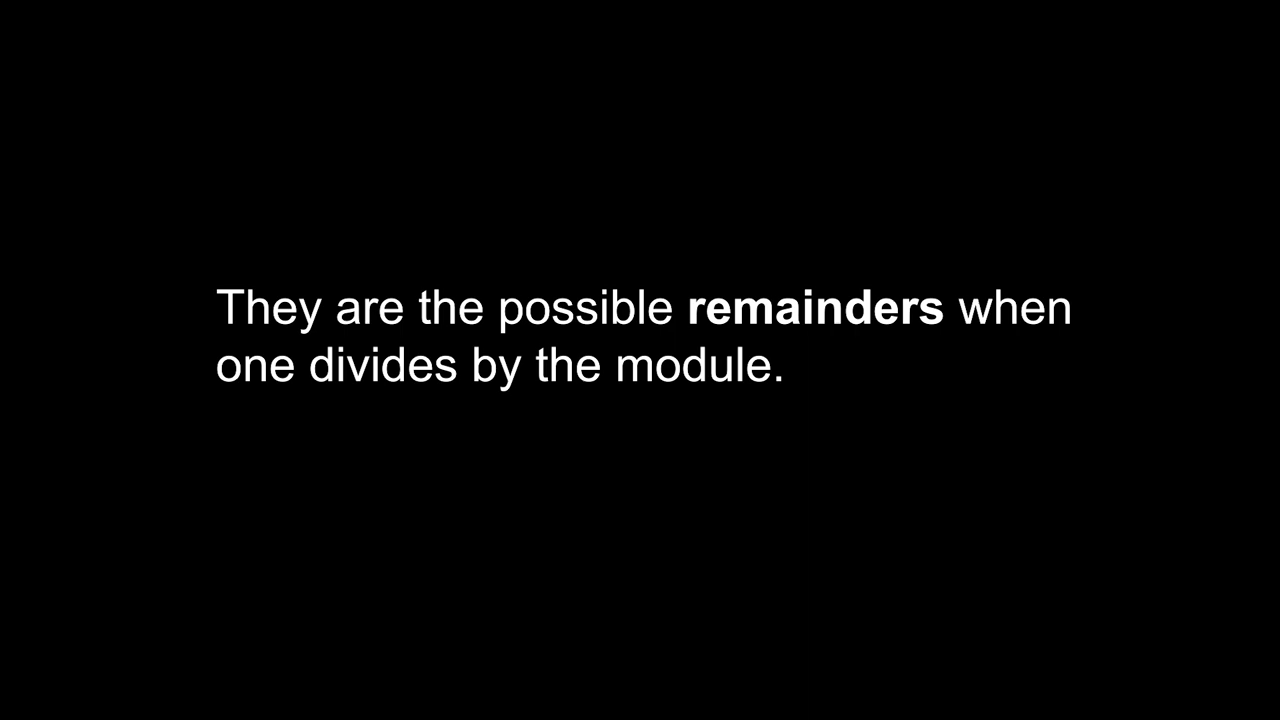 They are the possible remainders when
one divides by the module.